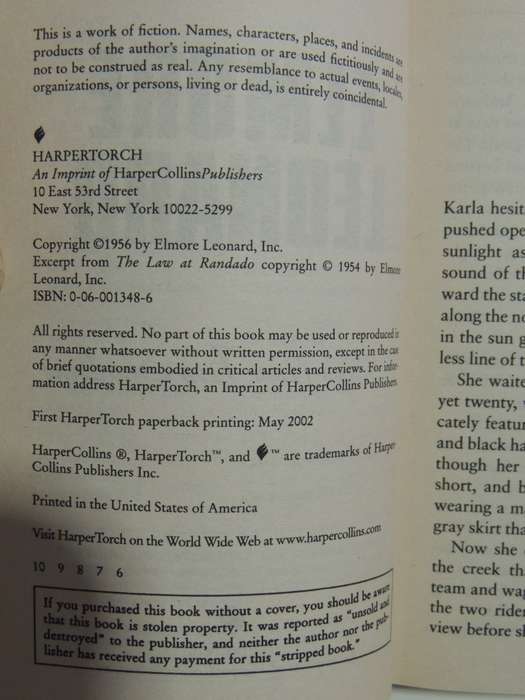 This is a work of fiction. Names, characters, places, and incidents are
products of the author's imagination or are used fictitiously and are
not to be construed as real. Any resemblance to actual events, locales,
organizations, or persons, living or dead, is entirely coincidental.
HARPERTORCH
An Imprint of HarperCollinsPublishers
10 East 53rd Street
New York, New York 10022-5299
Copyright ©1956 by Elmore Leonard, Inc.
Excerpt from The Law at Randado copyright © 1954 by Elmore
Leonard, Inc.
ISBN: 0-06-001348-6
All rights reserved. No part of this book may be used or reproduced in
any manner whatsoever without written permission, except in the case
of brief quotations embodied in critical articles and reviews. For infor-
mation address HarperTorch, an Imprint of HarperCollins Publishers.
First HarperTorch paperback printing: May 2002
HarperCollins ®, HarperTorch™, and ™ are trademarks of Harper-
Collins Publishers Inc.
Printed in the United States of America
Visit HarperTorch on the World Wide Web at www.harpercollins.com
10 9 8 7 6
If you purchased this book without a cover, you should be aware
that this book is stolen property. It was reported as "unsold and
destroyed" to the publisher, and neither the author nor the pub-
lisher has received any payment for this "stripped book."
Karla hesit
pushed ope
sunlight as
sound of th
ward the sta
along the no
in the sun g
less line of t
She waite
yet twenty,
cately featur
and black ha
though her
short, and b
wearing a m
gray skirt tha
Now she
the creek th
team and wag
the two rider
view before sh